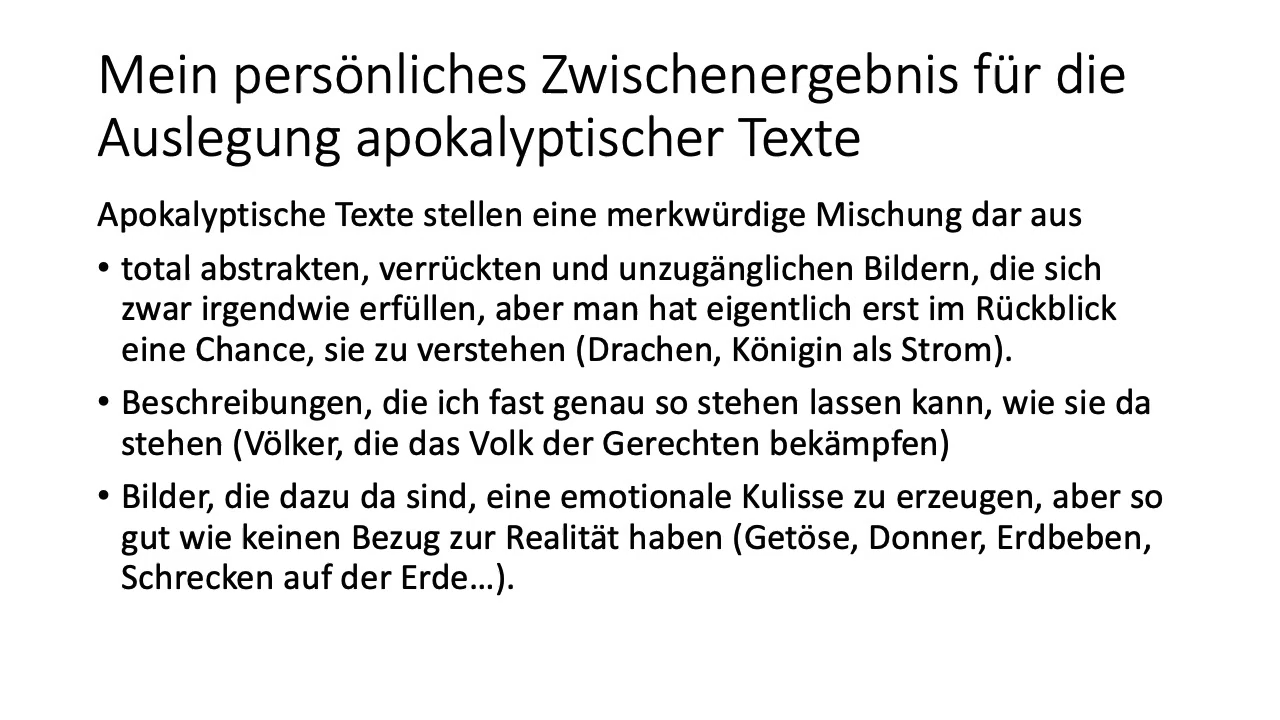 Mein persönliches Zwischenergebnis für die
Auslegung apokalyptischer Texte
Apokalyptische Texte stellen eine merkwürdige Mischung dar aus
• total abstrakten, verrückten und unzugänglichen Bildern, die sich
zwar irgendwie erfüllen, aber man hat eigentlich erst im Rückblick
eine Chance, sie zu verstehen (Drachen, Königin als Strom).
• Beschreibungen, die ich fast genau so stehen lassen kann, wie sie da
stehen (Völker, die das Volk der Gerechten bekämpfen)
• Bilder, die dazu da sind, eine emotionale Kulisse zu erzeugen, aber so
gut wie keinen Bezug zur Realität haben (Getöse, Donner, Erdbeben,
Schrecken auf der Erde…).